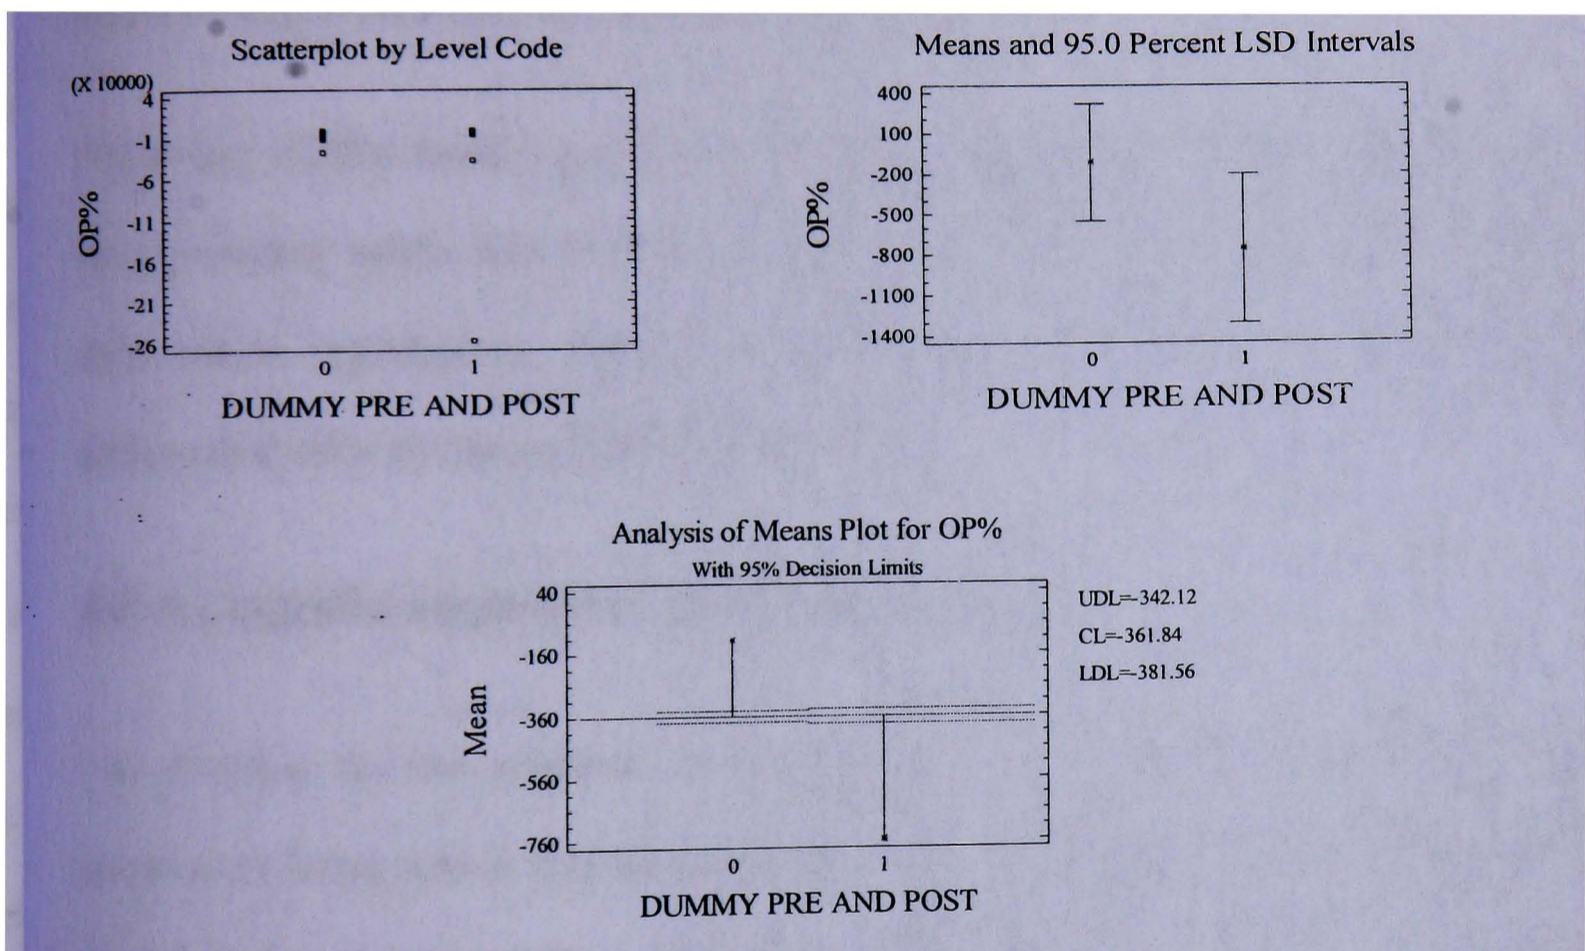 Scatterplot by Level Code
(X 10000)
4
-1
-6
-11
-16
-21
-26
OP%
0 1
DUMMY PRE AND POST
Means and 95.0 Percent LSD Intervals
400
100
-200
-500
-800
-1100
-1400
OP%
0 1
DUMMY PRE AND POST
Analysis of Means Plot for OP%
With 95% Decision Limits
40
-160
-360
-560
-760
Mean
0 1
DUMMY PRE AND POST
UDL=-342.12
CL=-361.84
LDL=-381.56